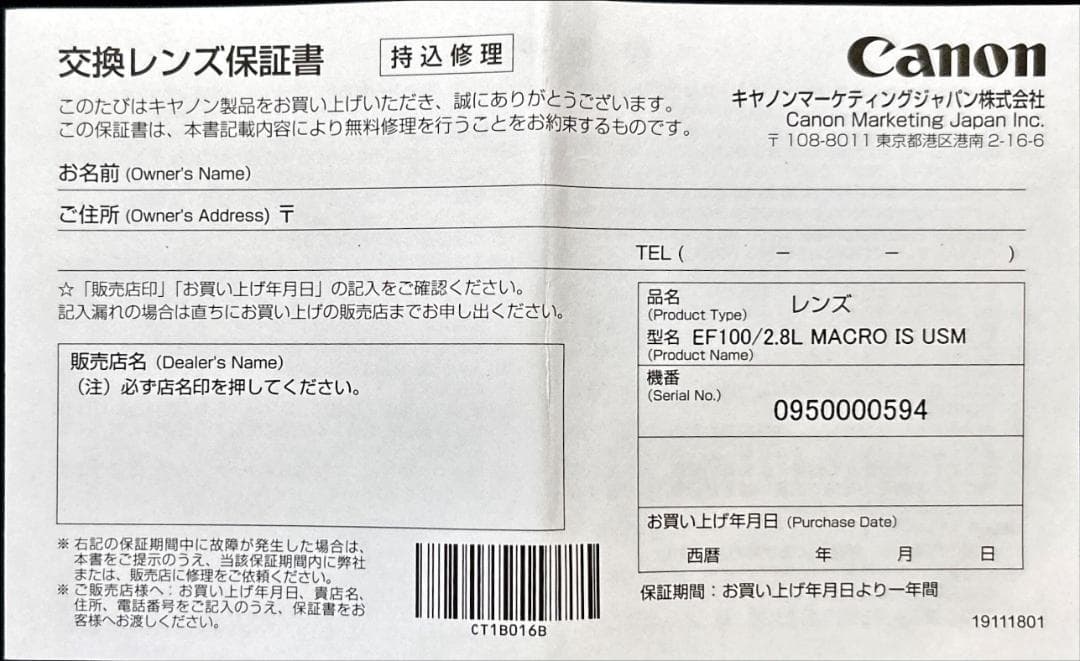 交換レンズ保証書
持込修理
Canon
キヤノンマーケティングジャパン株式会社
Canon Marketing Japan Inc.
〒108-8011 東京都港区港南 2-16-6
このたびはキヤノン製品をお買い上げいただき、誠にありがとうございます。
この保証書は、本書記載内容により無料修理を行うことをお約束するものです。
お名前 (Owner's Name)
ご住所 (Owner's Address) 〒
TEL ( － － )
☆「販売店印」「お買い上げ年月日」の記入をご確認ください。
記入漏れの場合は直ちにお買い上げの販売店までお申し出ください。
販売店名 (Dealer's Name)
（注）必ず店名印を押してください。
品名 レンズ
(Product Type)
型名 EF100/2.8L MACRO IS USM
(Product Name)
機番
(Serial No.)
0950000594
お買い上げ年月日 (Purchase Date)
西暦 年 月 日
保証期間：お買い上げ年月日より一年間
※ 右記の保証期間中に故障が発生した場合は、
本書をご提示のうえ、当該保証期間内に弊社
または、販売店に修理をご依頼ください。
※ ご販売店様へ：お買い上げ年月日、貴店名、
住所、電話番号をご記入のうえ、保証書をお
客様へお渡しください。
CT1B016B
19111801